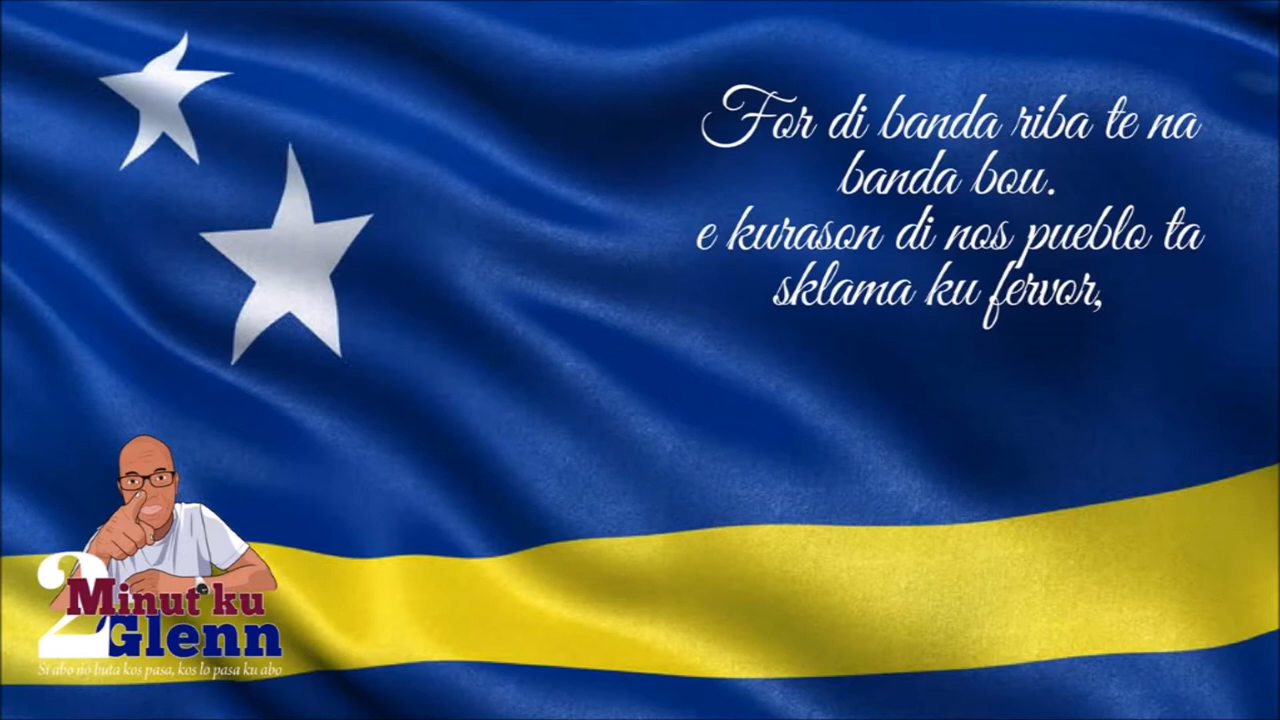 For di banda riba te na
banda bou.
e kurason di nos pueblo ta
sklama ku fervor,
2 Minut' ku
Glenn
Si abo no buta kos pasa, kos lo pasa ku abo